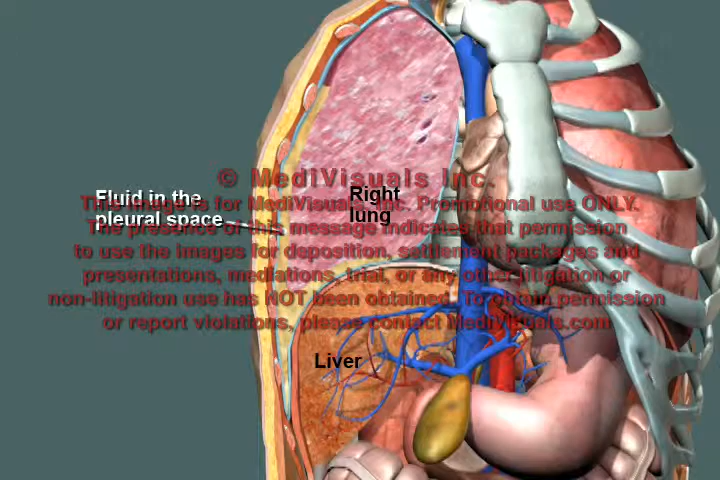 © MediVisuals Inc.
Fluid in the
pleural space
Right
lung
This image is for MediVisuals Inc. Promotional use ONLY.
The presence of this message indicates that permission
to use the images for deposition, settlement packages and
presentations, mediations, trial, or any other litigation or
non-litigation use has NOT been obtained. To obtain permission
or report violations, please contact MediVisuals.com
Liver